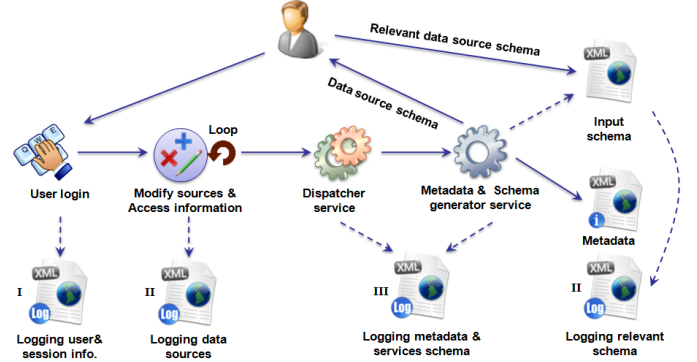 Relevant data source schema
XML
Data source schema
Input
schema
Loop
Q W E
User login
Modify sources &
Access information
Dispatcher
service
Metadata & Schema
generator service
XML
i
Metadata
I
XML
Log
Logging user&
session info.
II
XML
Log
Logging data
sources
III
XML
Log
Logging metadata &
services schema
II
XML
Log
Logging relevant
schema